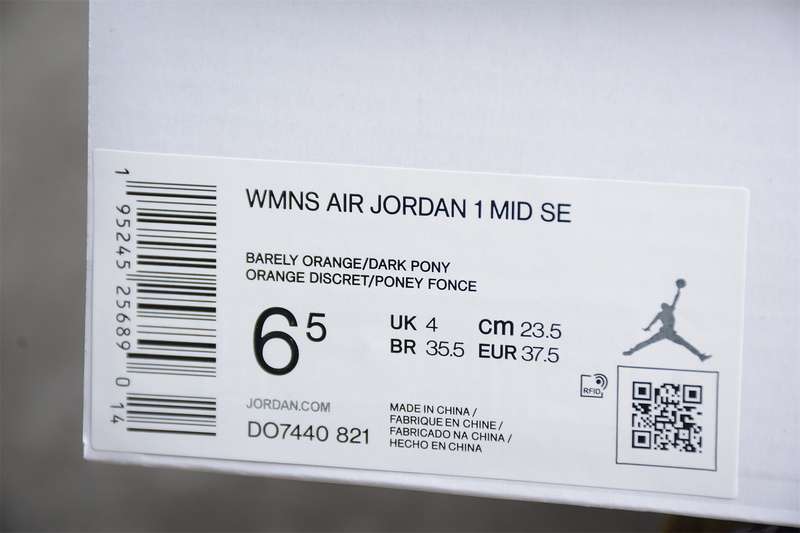 1 95245 25689 0 14
WMNS AIR JORDAN 1 MID SE
BARELY ORANGE/DARK PONY
ORANGE DISCRET/PONEY FONCE
6 5
UK 4 cm 23.5
BR 35.5 EUR 37.5
RFID
JORDAN.COM
DO7440 821
MADE IN CHINA /
FABRIQUE EN CHINE /
FABRICADO NA CHINA /
HECHO EN CHINA